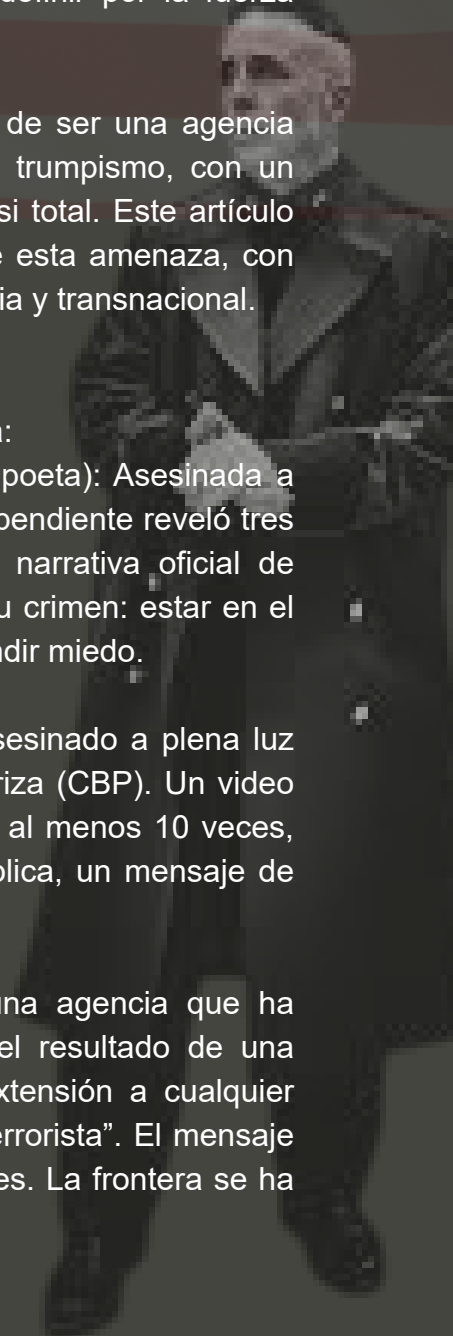 por la fuerza
de ser una agencia
trumpismo, con un
si total. Este artículo
e esta amenaza, con
ia y transnacional.
a:
poeta): Asesinada a
pendiente reveló tres
narrativa oficial de
u crimen: estar en el
ndir miedo.
sesinado a plena luz
riza (CBP). Un video
al menos 10 veces,
blica, un mensaje de
una agencia que ha
el resultado de una
xtensión a cualquier
errorista”. El mensaje
es. La frontera se ha